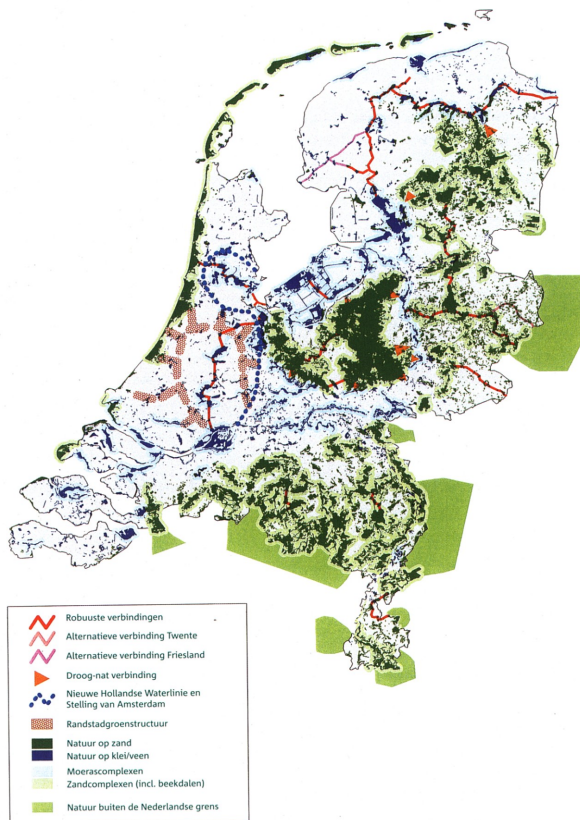 Robuuste verbindingen
Alternatieve verbinding Twente
Alternatieve verbinding Friesland
Droog-nat verbinding
Nieuwe Hollandse Waterlinie en
Stelling van Amsterdam
Randstadgroenstructuur
Natuur op zand
Natuur op klei/veen
Moerascomplexen
Zandcomplexen (incl. beekdalen)
Natuur buiten de Nederlandse grens